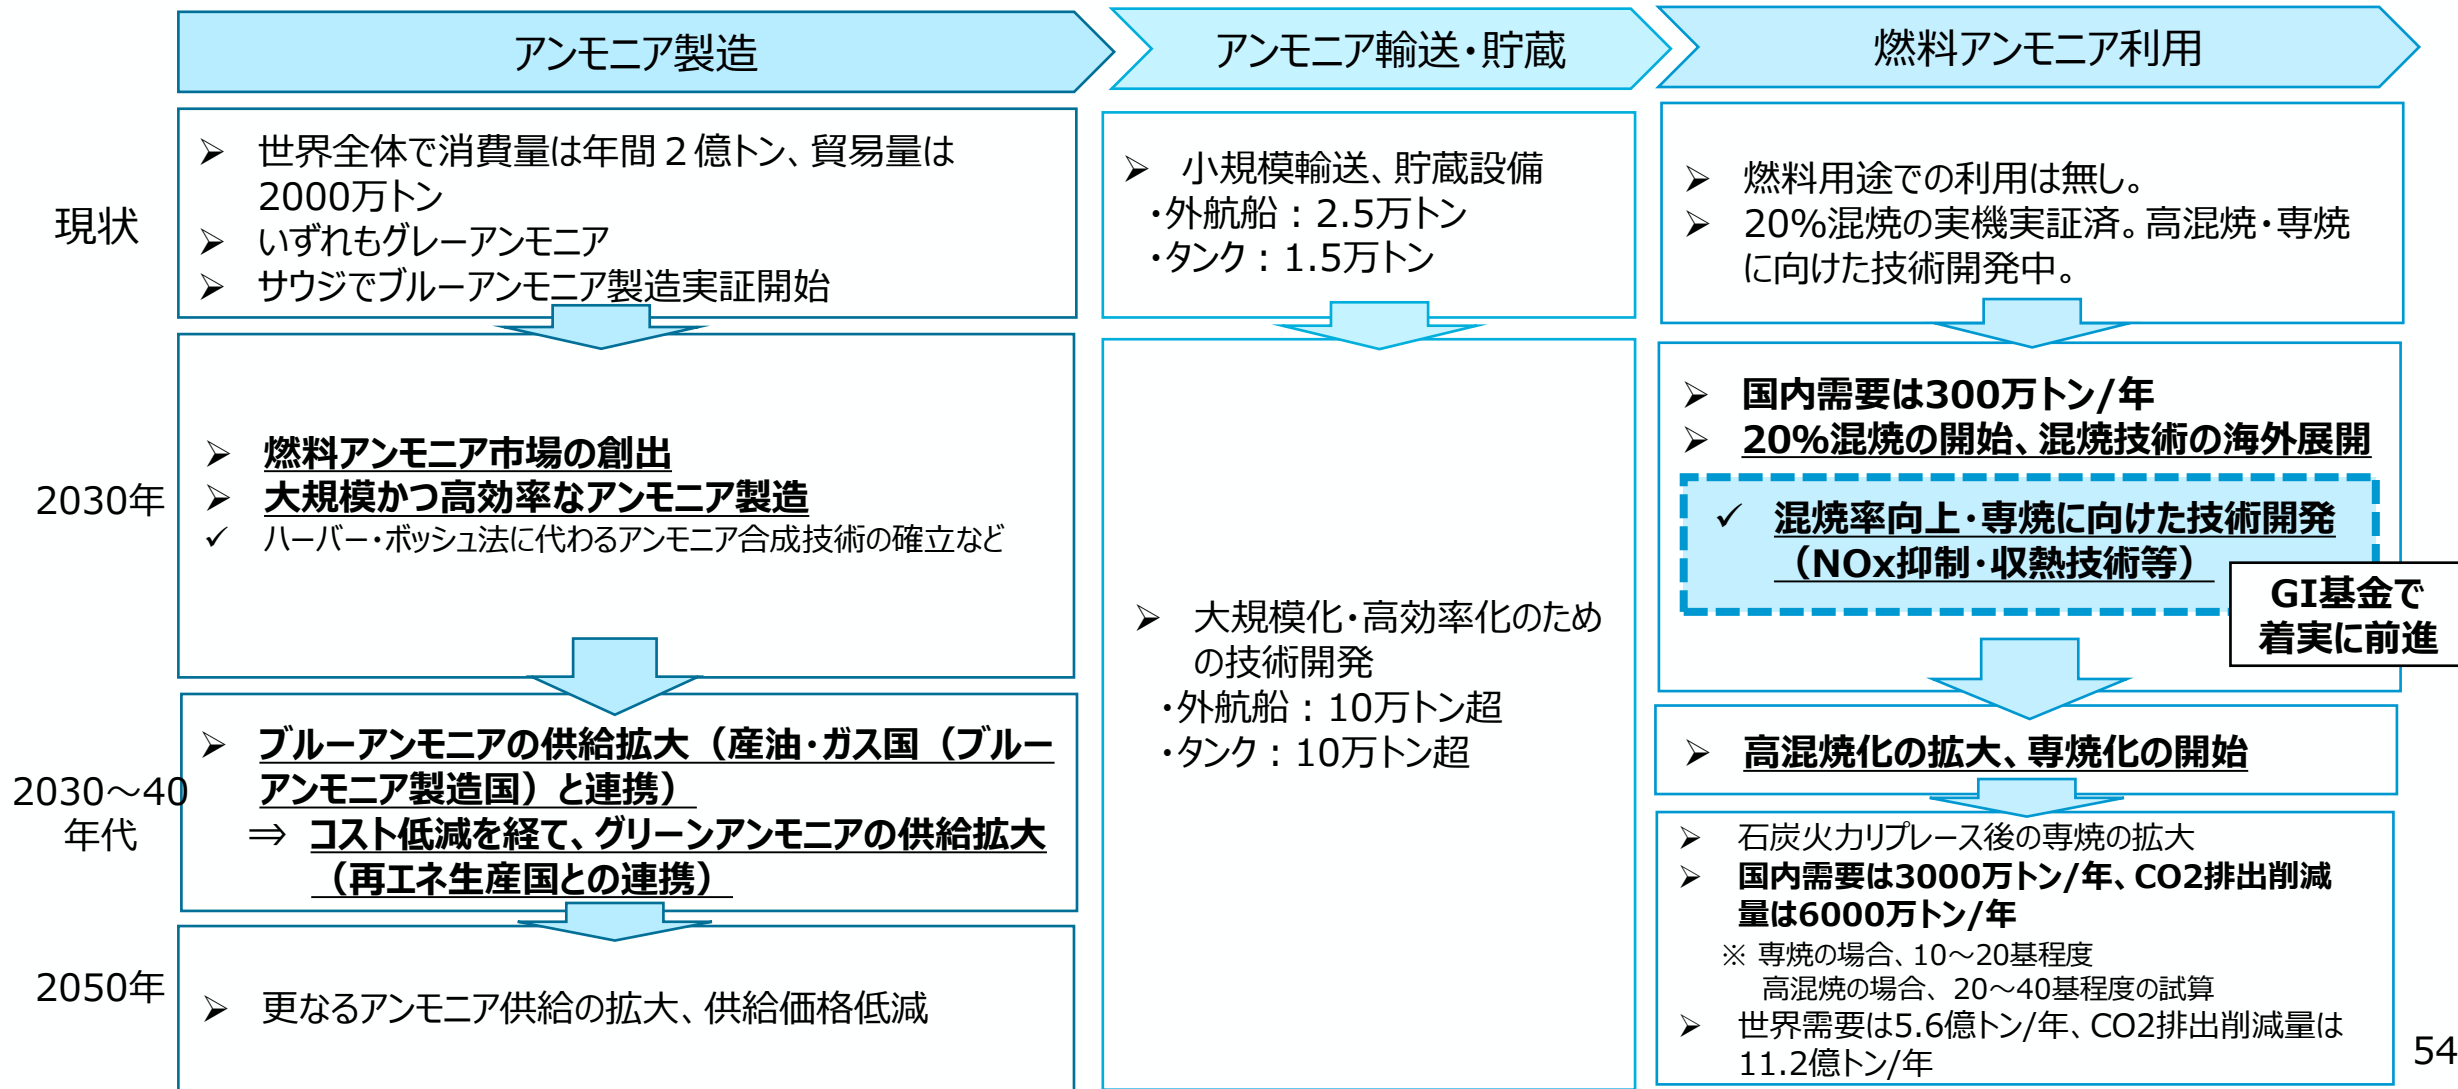 アンモニア製造
アンモニア輸送・貯蔵
燃料アンモニア利用
現状
➢ 世界全体で消費量は年間２億トン、貿易量は
2000万トン
➢ いずれもグレーアンモニア
➢ サウジでブルーアンモニア製造実証開始
➢ 小規模輸送、貯蔵設備
・外航船：2.5万トン
・タンク：1.5万トン
➢ 燃料用途での利用は無し。
➢ 20%混焼の実機実証済。高混焼・専焼
に向けた技術開発中。
2030年
➢ 燃料アンモニア市場の創出
➢ 大規模かつ高効率なアンモニア製造
✓ ハーバー・ボッシュ法に代わるアンモニア合成技術の確立など
➢ 大規模化・高効率化のため
の技術開発
・外航船：10万トン超
・タンク：10万トン超
➢ 国内需要は300万トン/年
➢ 20%混焼の開始、混焼技術の海外展開
✓ 混焼率向上・専焼に向けた技術開発
（NOx抑制・収熱技術等）
GI基金で
着実に前進
2030～40
年代
➢ ブルーアンモニアの供給拡大（産油・ガス国（ブルー
アンモニア製造国）と連携）
⇒ コスト低減を経て、グリーンアンモニアの供給拡大
（再エネ生産国との連携）
➢ 高混焼化の拡大、専焼化の開始
2050年
➢ 更なるアンモニア供給の拡大、供給価格低減
➢ 石炭火力リプレース後の専焼の拡大
➢ 国内需要は3000万トン/年、CO2排出削減
量は6000万トン/年
※ 専焼の場合、10～20基程度
高混焼の場合、20～40基程度の試算
➢ 世界需要は5.6億トン/年、CO2排出削減量は
11.2億トン/年
54